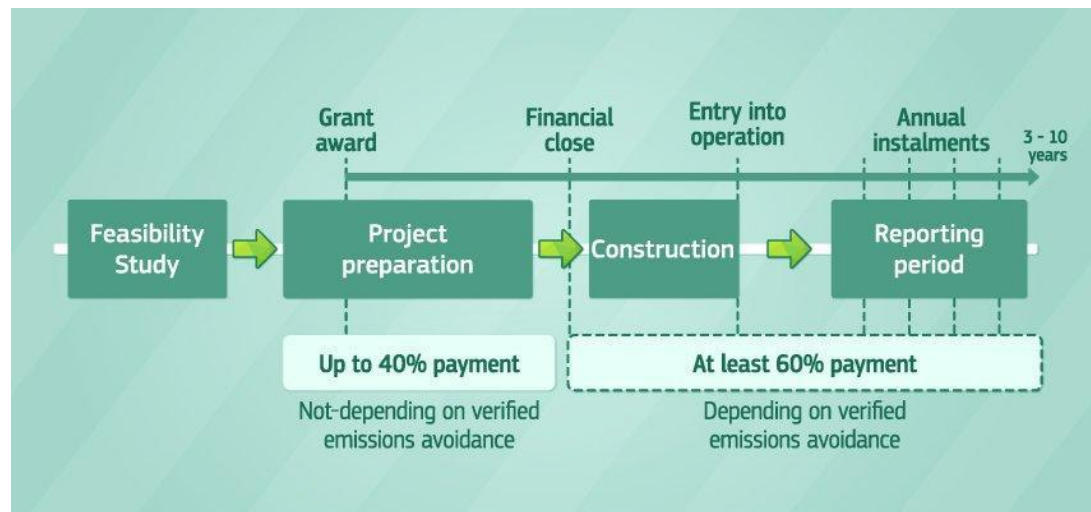 Grant
award
Financial
close
Entry into
operation
Annual
instalments
3 - 10
years
Feasibility
Study
Project
preparation
Construction
Reporting
period
Up to 40% payment
At least 60% payment
Not-depending on verified
emissions avoidance
Depending on verified
emissions avoidance